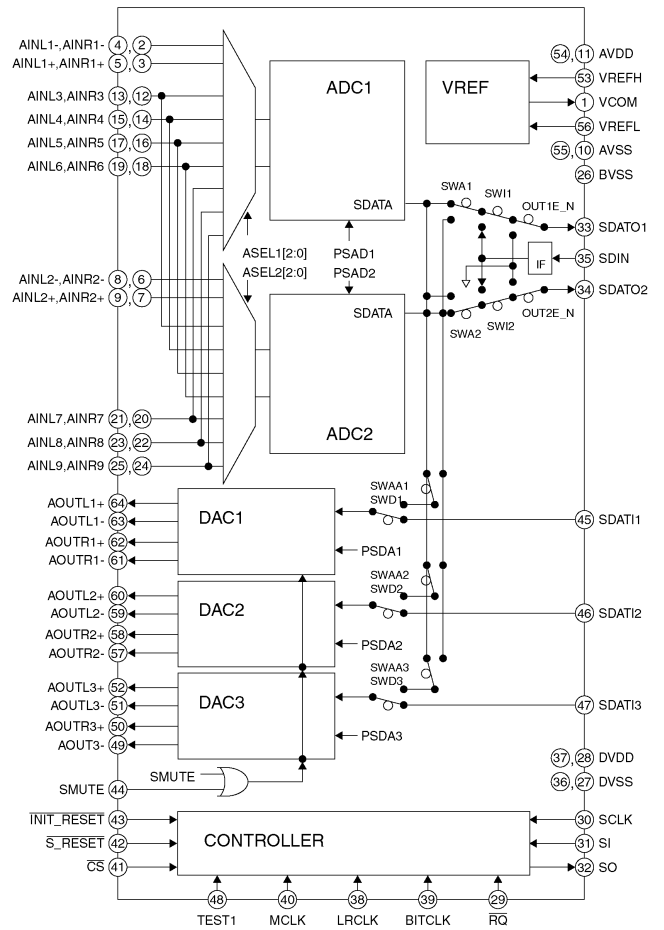 AINL1-,AINR1- 4 , 2
AINL1+,AINR1+ 5 , 3
AINL3,AINR3 13 , 12
AINL4,AINR4 15 , 14
AINL5,AINR5 17 , 16
AINL6,AINR6 19 , 18
ADC1
SDATA
VREF
54 , 11 AVDD
53 VREFH
1 VCOM
56 VREFL
55 , 10 AVSS
26 BVSS
SWA1
SWI1
OUT1E_N
33 SDATO1
ASEL1[2:0]
ASEL2[2:0]
PSAD1
PSAD2
IF
35 SDIN
34 SDATO2
AINL2-,AINR2- 8 , 6
AINL2+,AINR2+ 9 , 7
SDATA
SWA2
SWI2
OUT2E_N
AINL7,AINR7 21 , 20
AINL8,AINR8 23 , 22
AINL9,AINR9 25 , 24
ADC2
AOUTL1+ 64
AOUTL1- 63
AOUTR1+ 62
AOUTR1- 61
DAC1
SWAA1
SWD1
PSDA1
45 SDATI1
AOUTL2+ 60
AOUTL2- 59
AOUTR2+ 58
AOUTR2- 57
DAC2
SWAA2
SWD2
PSDA2
46 SDATI2
AOUTL3+ 52
AOUTL3- 51
AOUTR3+ 50
AOUT3- 49
DAC3
SWAA3
SWD3
PSDA3
47 SDATI3
37 , 28 DVDD
36 , 27 DVSS
SMUTE
SMUTE 44
INIT_RESET 43
S_RESET 42
CS 41
CONTROLLER
30 SCLK
31 SI
32 SO
48 40 38 39 29
TEST1 MCLK LRCLK BITCLK RQ